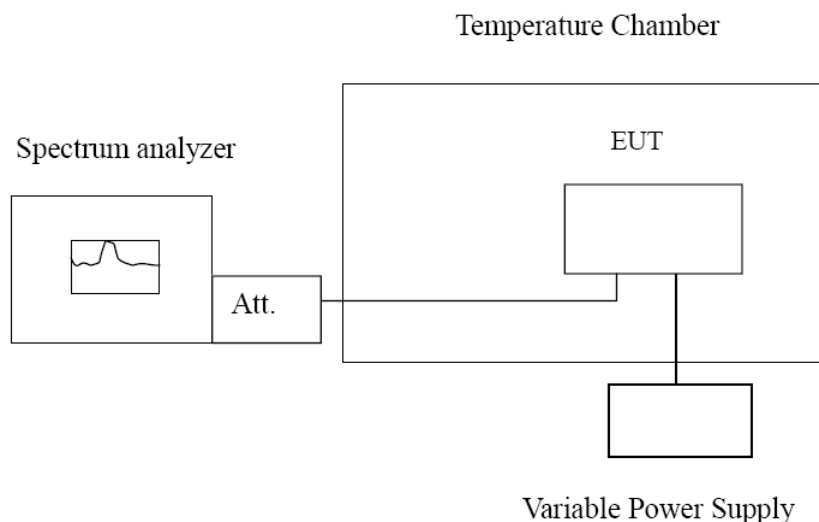 Temperature Chamber
Spectrum analyzer
EUT
Att.
Variable Power Supply